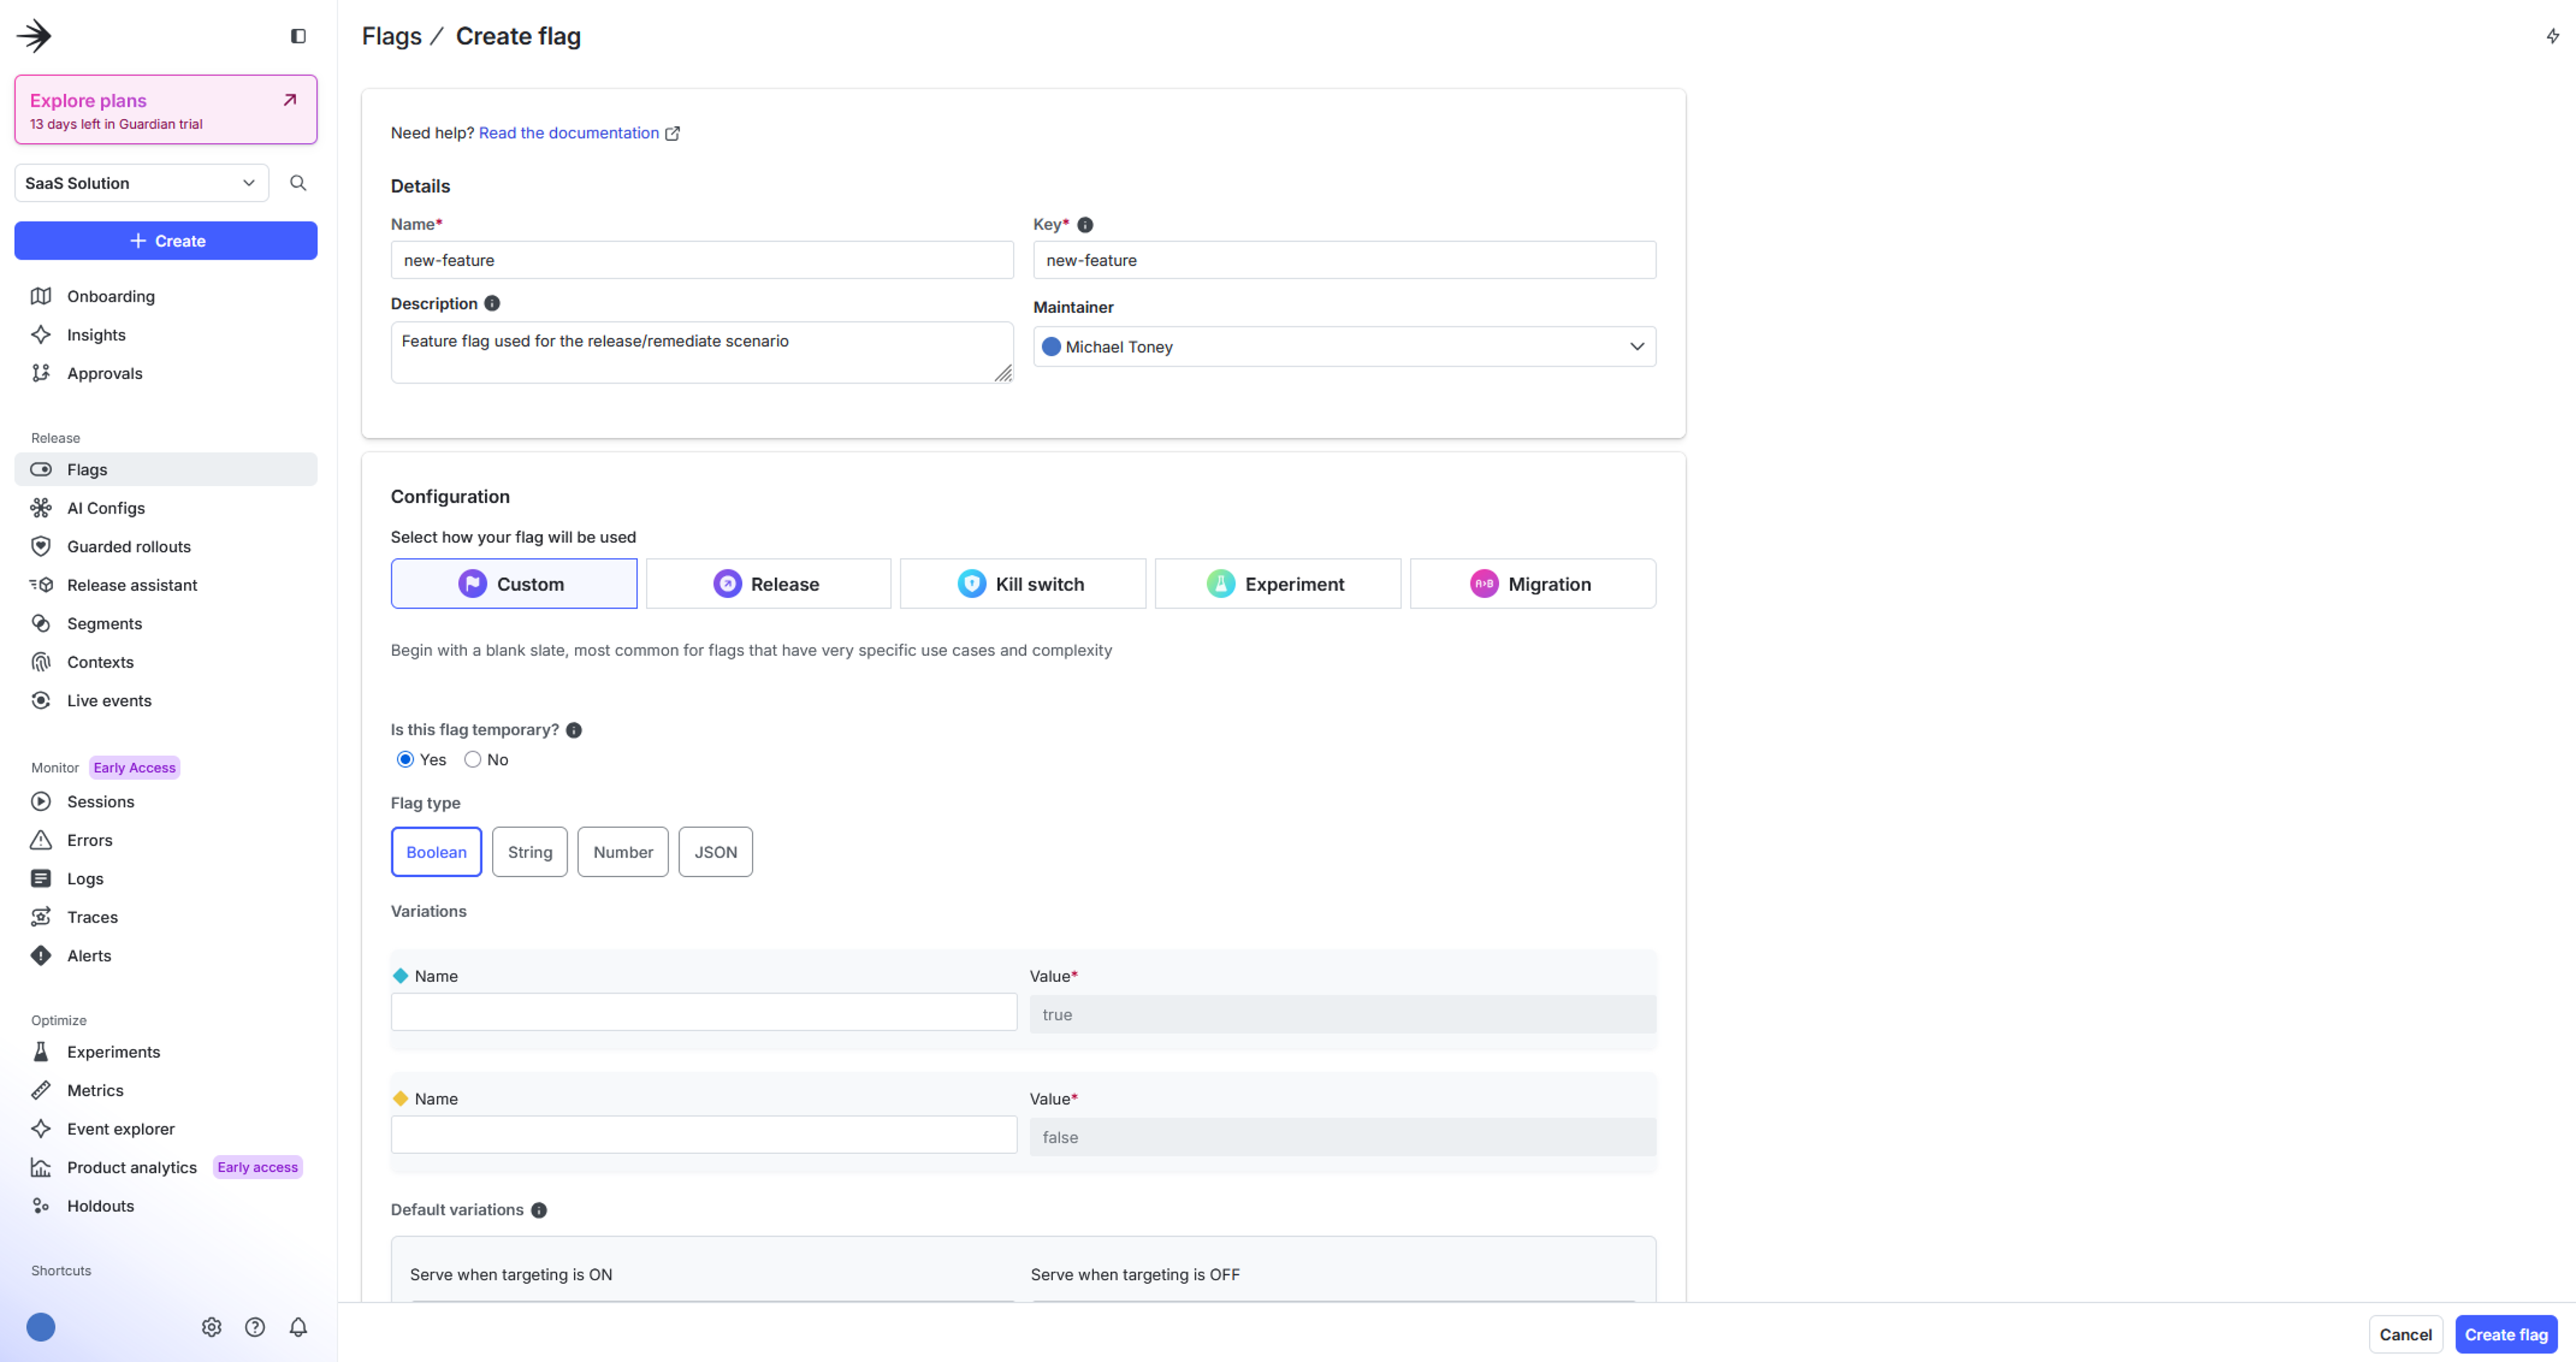 Flags / Create flag
Explore plans
13 days left in Guardian trial
SaaS Solution
Create
Onboarding
Insights
Approvals
Release
Flags
AI Configs
Guarded rollouts
Release assistant
Segments
Contexts
Live events
Monitor Early Access
Sessions
Errors
Logs
Traces
Alerts
Optimize
Experiments
Metrics
Event explorer
Product analytics Early access
Holdouts
Shortcuts
Need help? Read the documentation
Details
Name* Key*
new-feature new-feature
Description Maintainer
Feature flag used for the release/remediate scenario Michael Toney
Configuration
Select how your flag will be used
Custom Release Kill switch Experiment A›B Migration
Begin with a blank slate, most common for flags that have very specific use cases and complexity
Is this flag temporary?
Yes No
Flag type
Boolean String Number JSON
Variations
Name Value*
true
Name Value*
false
Default variations
Serve when targeting is ON Serve when targeting is OFF
Cancel Create flag